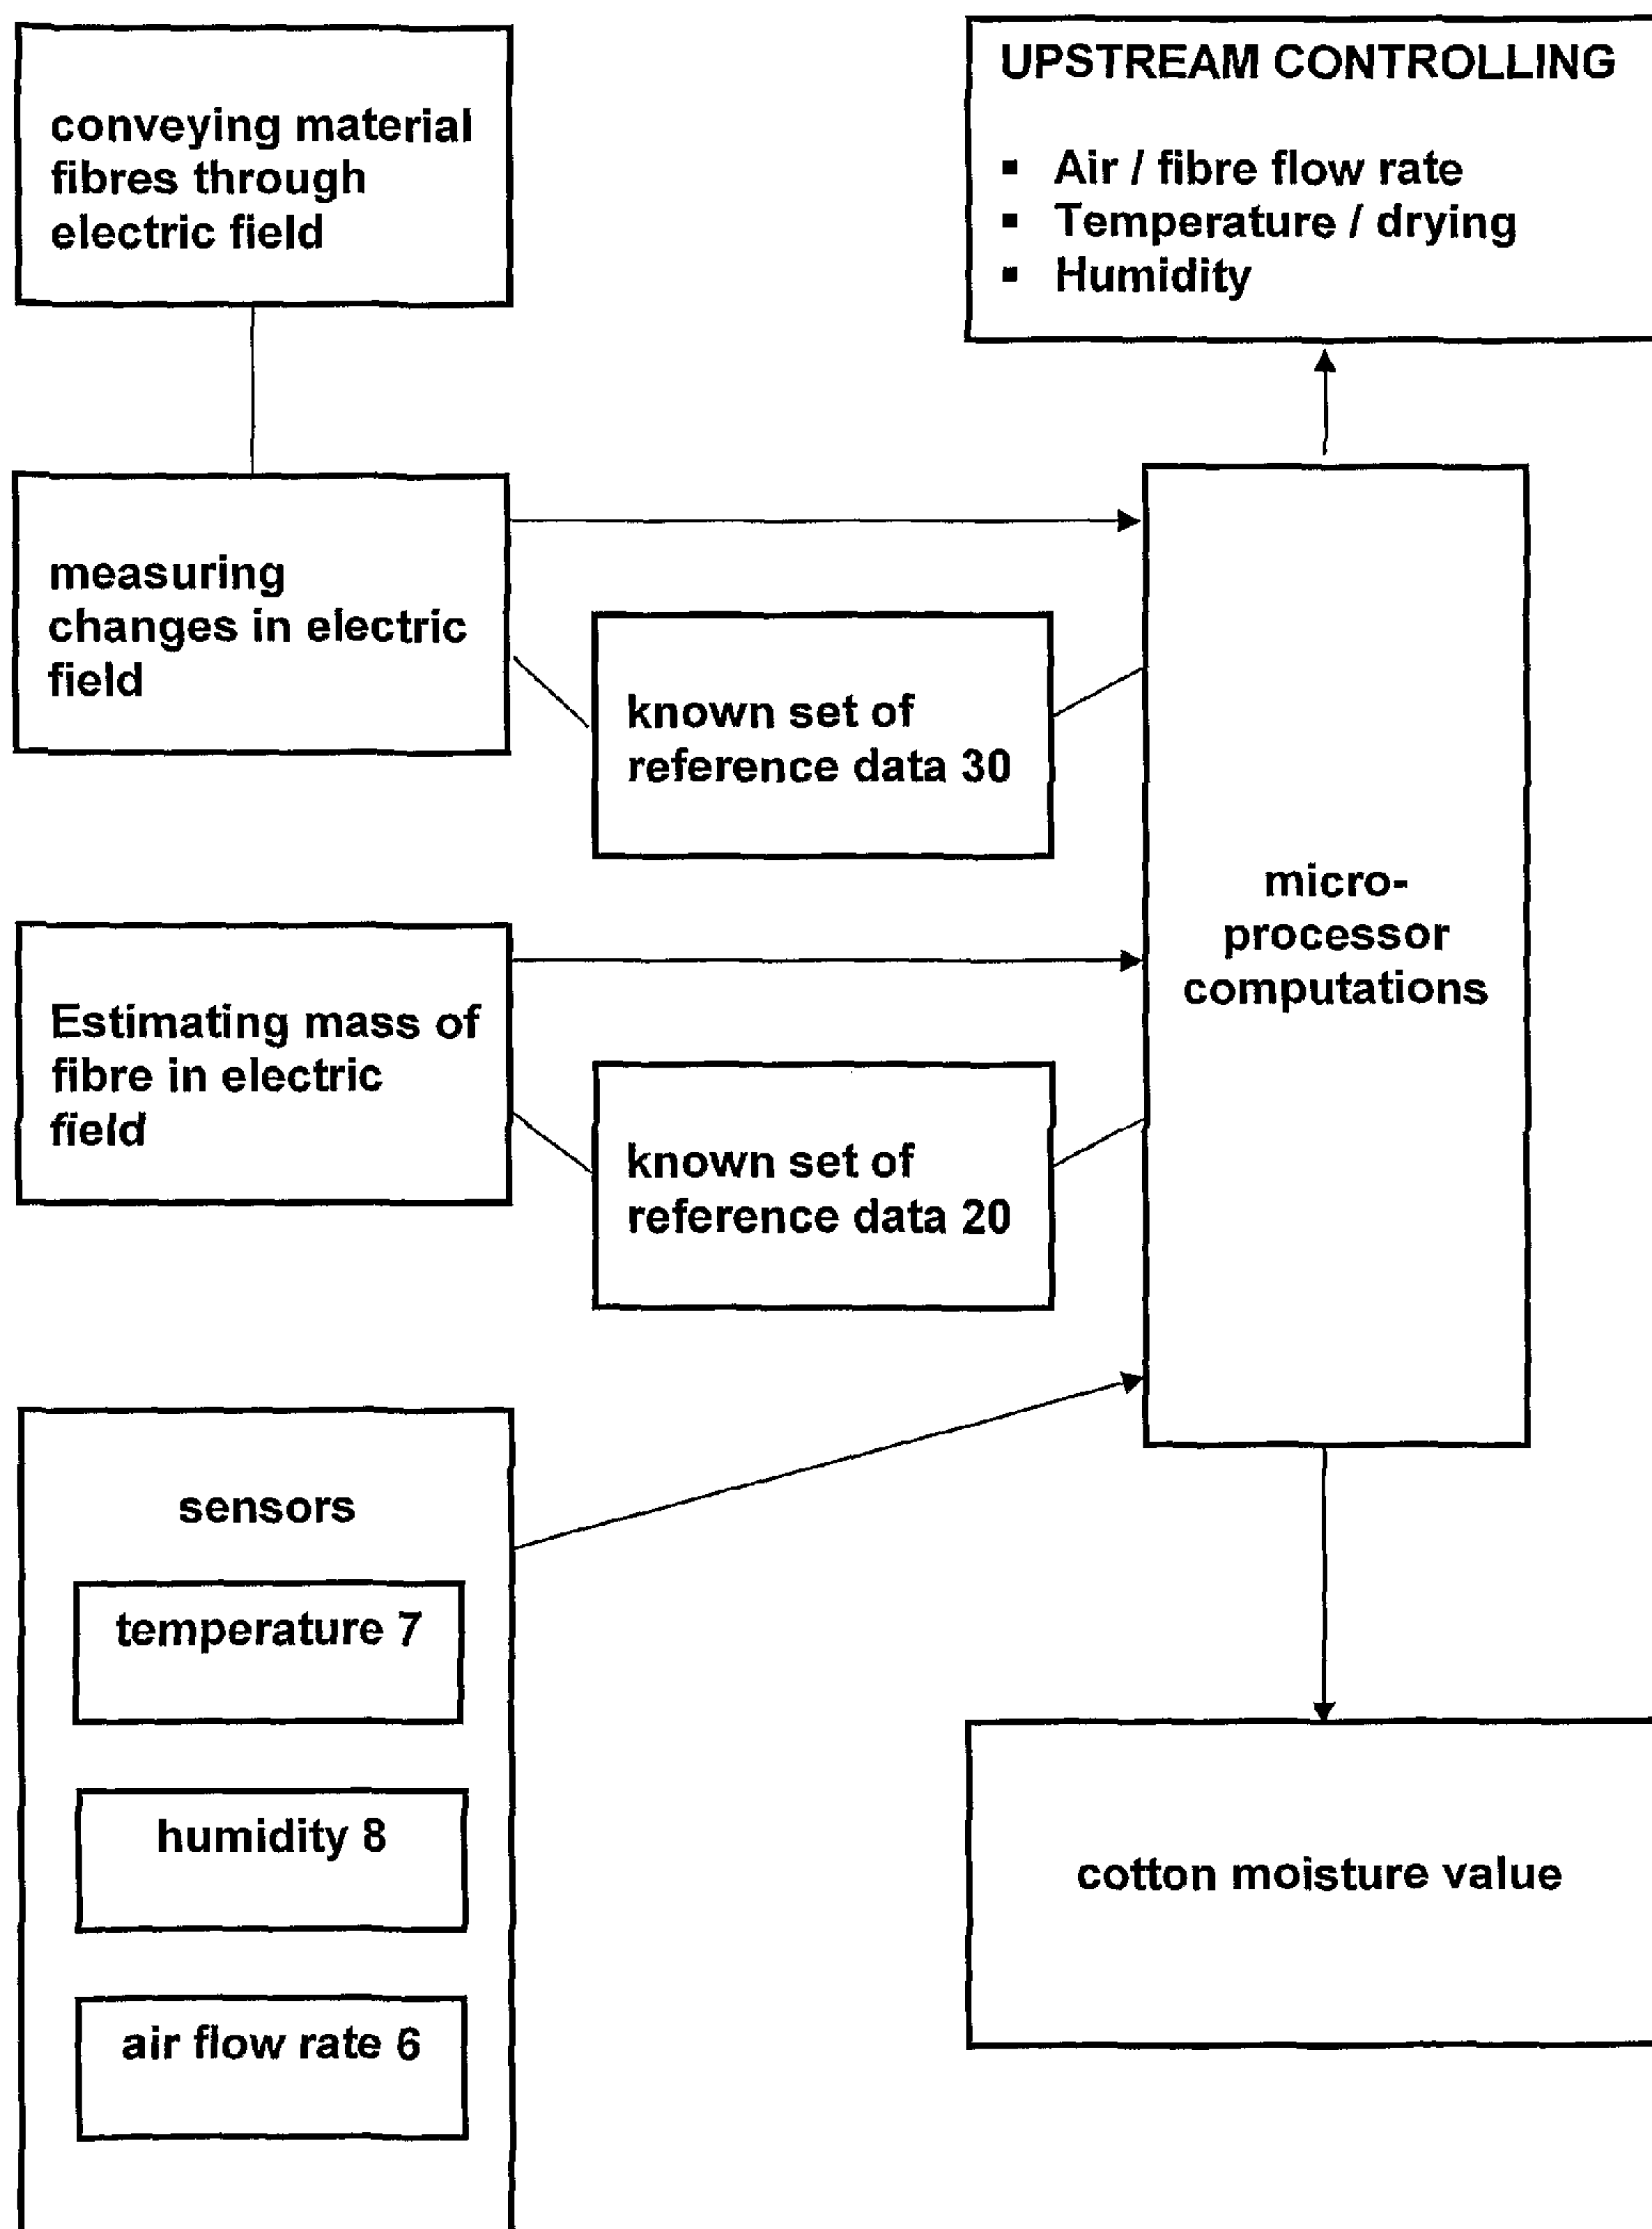 conveying material
fibres through
electric field
UPSTREAM CONTROLLING
▪ Air / fibre flow rate
▪ Temperature / drying
▪ Humidity
measuring
changes in electric
field
known set of
reference data 30
micro-
processor
computations
Estimating mass of
fibre in electric
field
known set of
reference data 20
sensors
temperature 7
humidity 8
air flow rate 6
cotton moisture value